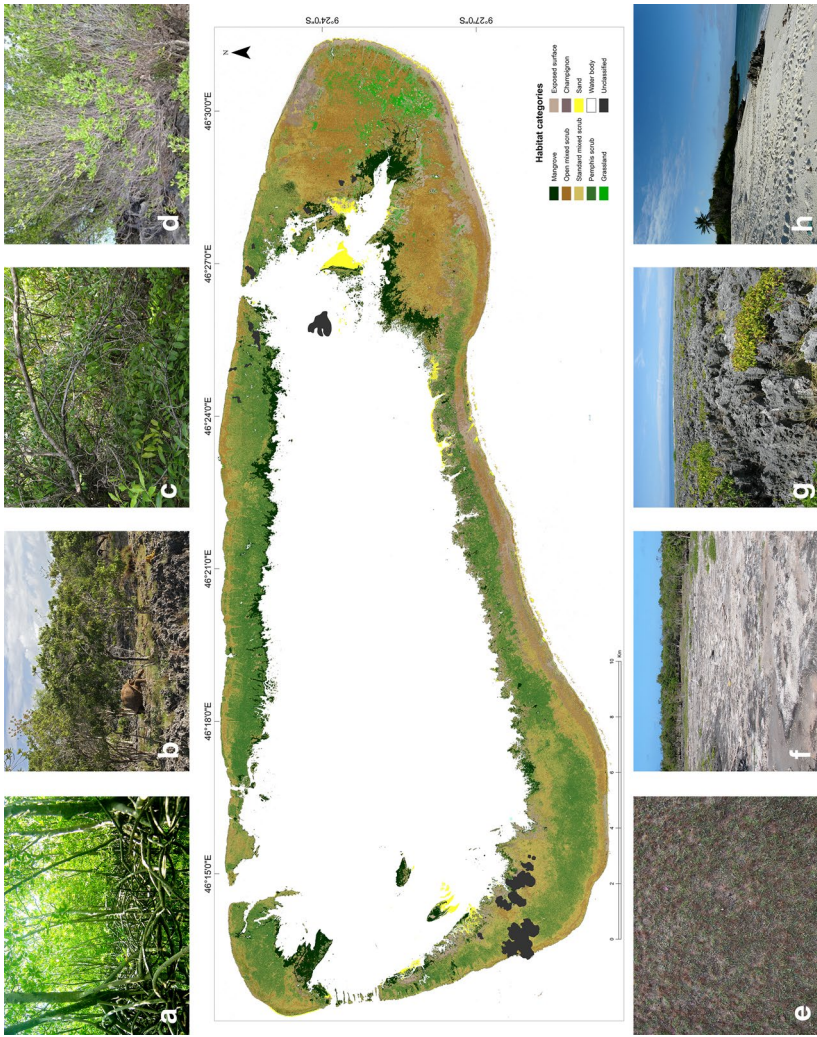 a
b
c
d
46°15'0"E
46°18'0"E
46°21'0"E
46°24'0"E
46°27'0"E
46°30'0"E
N
9°24'0"S
9°27'0"S
Habitat categories
Mangrove
Open mixed scrub
Standard mixed scrub
Pemphis scrub
Grassland
Exposed surface
Champignon
Sand
Water body
Unclassified
0 2 4 6 8 10
Km
e
f
g
h